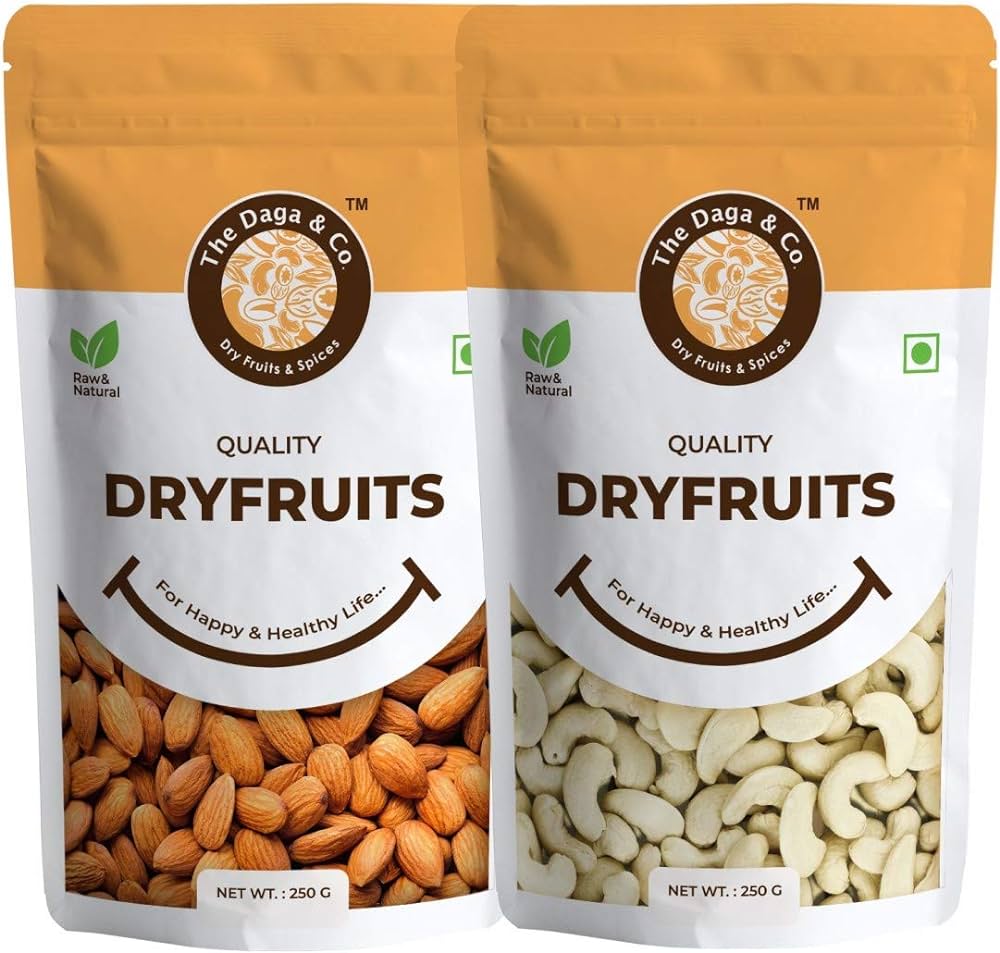 The Daga & Co.
TM
Dry Fruits & Spices
Raw&
Natural
QUALITY
DRYFRUITS
For Happy & Healthy Life...
NET WT. : 250 G
The Daga & Co.
TM
Dry Fruits & Spices
Raw&
Natural
QUALITY
DRYFRUITS
For Happy & Healthy Life...
NET WT. : 250 G